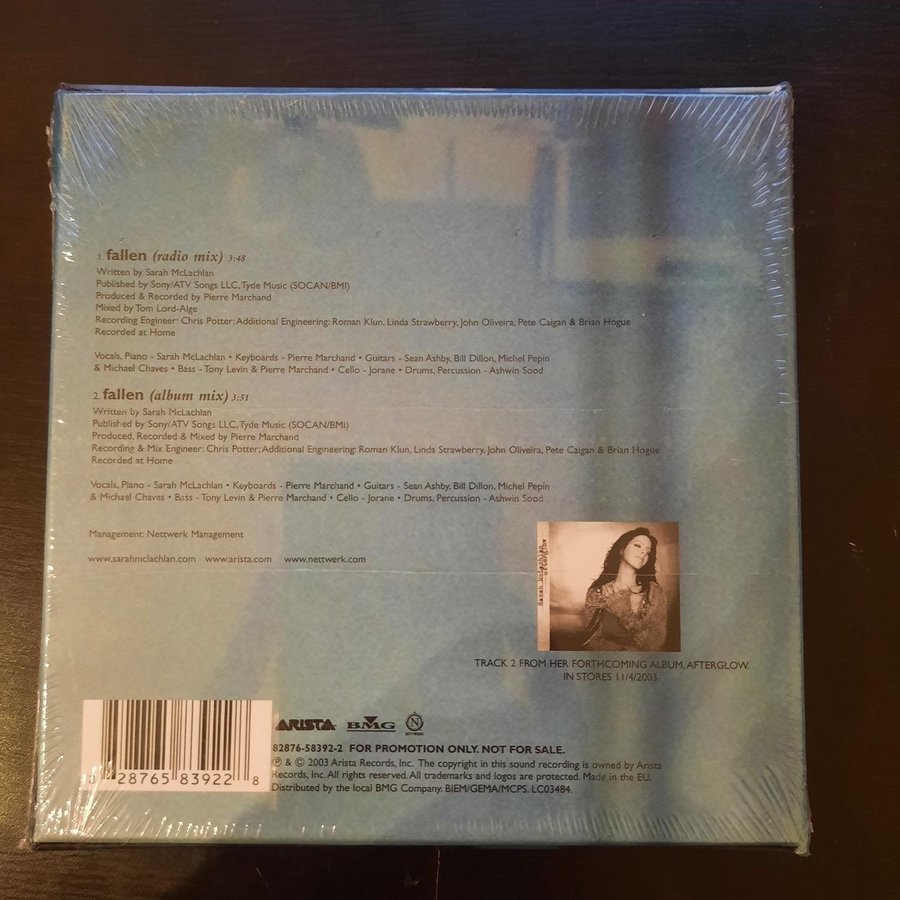 1. fallen (radio mix) 3:48
Written by Sarah McLachlan
Published by Sony/ATV Songs LLC, Tyde Music (SOCAN/BMI)
Produced & Recorded by Pierre Marchand
Mixed by Tom Lord-Alge
Recording Engineer: Chris Potter; Additional Engineering: Roman Klun, Linda Strawberry, John Oliveira, Pete Caigan & Brian Hogue
Recorded at Home
Vocals, Piano - Sarah McLachlan • Keyboards - Pierre Marchand • Guitars - Sean Ashby, Bill Dillon, Michel Pepin
& Michael Chaves • Bass - Tony Levin & Pierre Marchand • Cello - Jorane • Drums, Percussion - Ashwin Sood
2. fallen (album mix) 3:51
Written by Sarah McLachlan
Published by Sony/ATV Songs LLC, Tyde Music (SOCAN/BMI)
Produced, Recorded & Mixed by Pierre Marchand
Recording & Mix Engineer: Chris Potter; Additional Engineering: Roman Klun, Linda Strawberry, John Oliveira, Pete Caigan & Brian Hogue
Recorded at Home
Vocals, Piano - Sarah McLachlan • Keyboards - Pierre Marchand • Guitars - Sean Ashby, Bill Dillon, Michel Pepin
& Michael Chaves • Bass - Tony Levin & Pierre Marchand • Cello - Jorane • Drums, Percussion - Ashwin Sood
Management: Nettwerk Management
www.sarahmclachlan.com www.arista.com www.nettwerk.com
Sarah McLachlan
afterglow
TRACK 2 FROM HER FORTHCOMING ALBUM, AFTERGLOW.
IN STORES 11/4/2003.
ARISTA BMG N NETTWERK
82876-58392-2 FOR PROMOTION ONLY. NOT FOR SALE.
℗ & © 2003 Arista Records, Inc. The copyright in this sound recording is owned by Arista
Records, Inc. All rights reserved. All trademarks and logos are protected. Made in the EU.
Distributed by the local BMG Company. BIEM/GEMA/MCPS. LC03484.
28765 83922 8